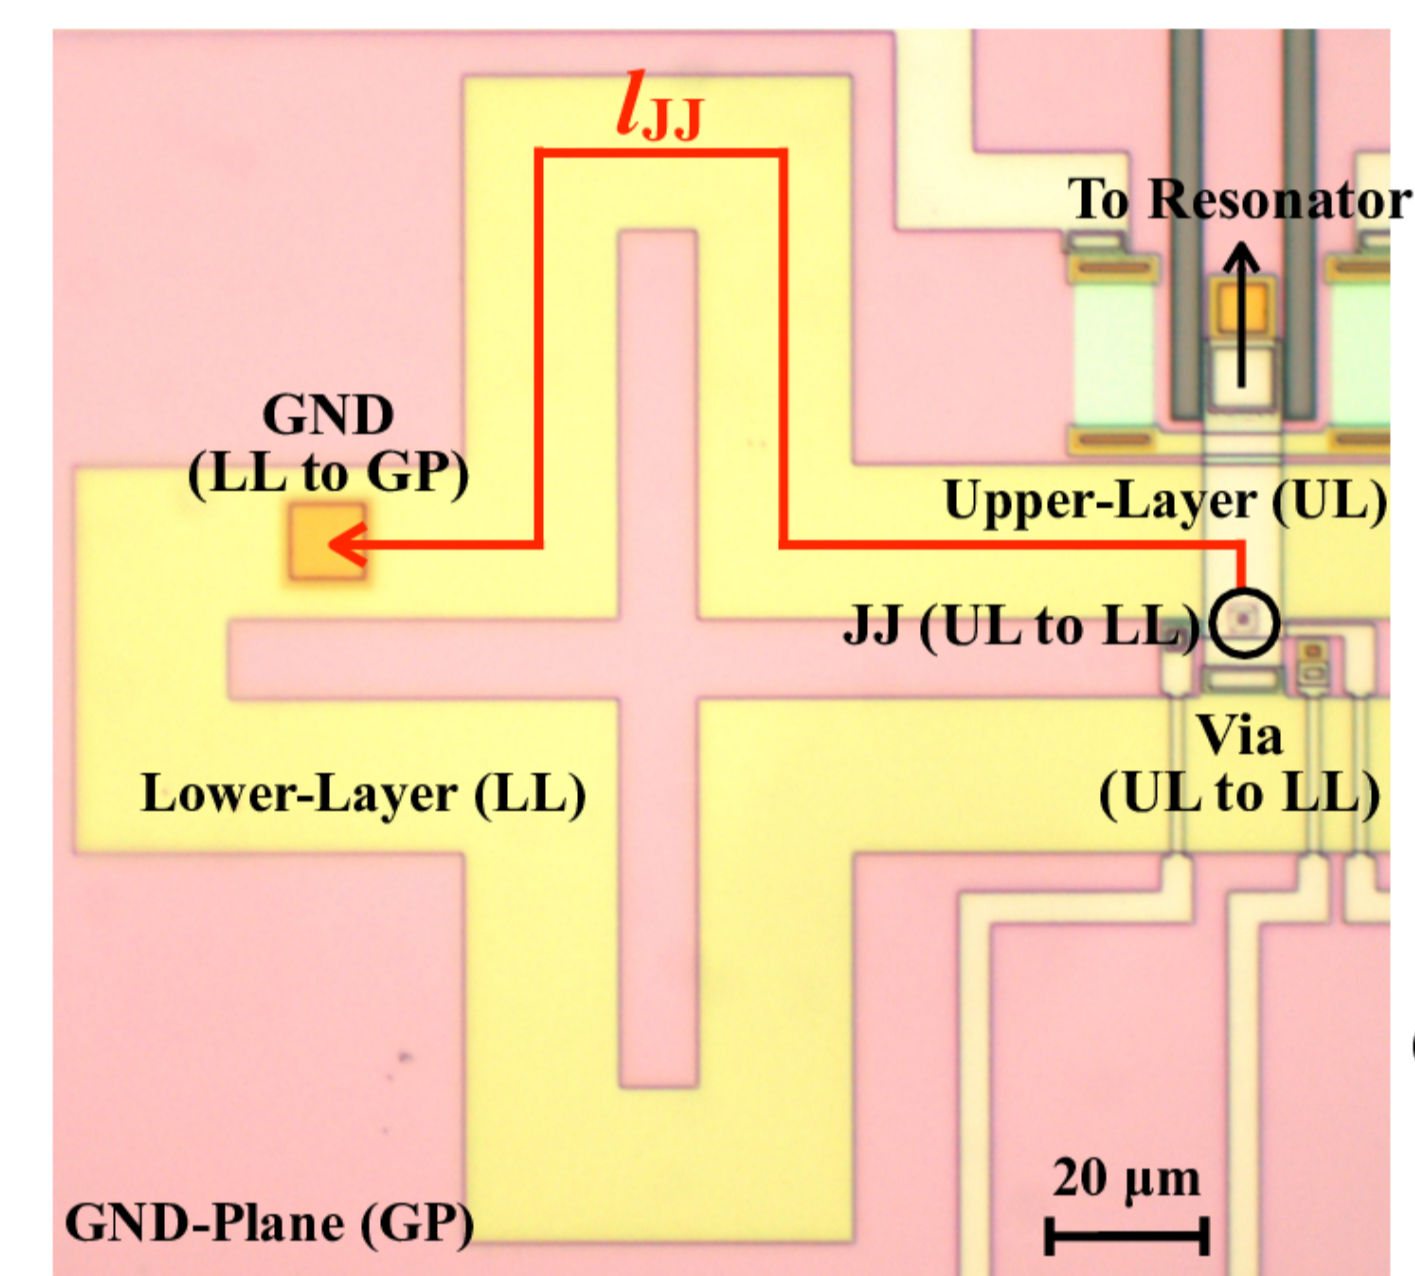 lJJ
To Resonator
GND
(LL to GP)
Upper-Layer (UL)
JJ (UL to LL)
Via
(UL to LL)
Lower-Layer (LL)
20 μm
GND-Plane (GP)